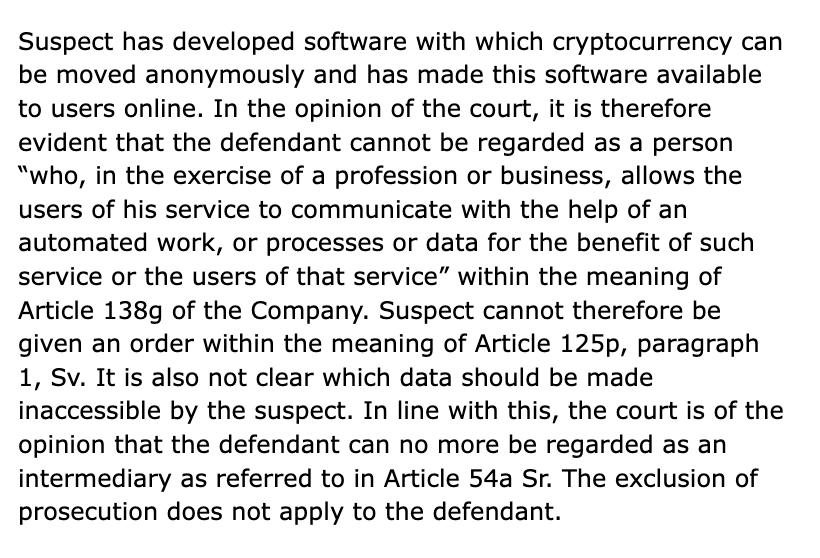 Suspect has developed software with which cryptocurrency can
be moved anonymously and has made this software available
to users online. In the opinion of the court, it is therefore
evident that the defendant cannot be regarded as a person
“who, in the exercise of a profession or business, allows the
users of his service to communicate with the help of an
automated work, or processes or data for the benefit of such
service or the users of that service” within the meaning of
Article 138g of the Company. Suspect cannot therefore be
given an order within the meaning of Article 125p, paragraph
1, Sv. It is also not clear which data should be made
inaccessible by the suspect. In line with this, the court is of the
opinion that the defendant can no more be regarded as an
intermediary as referred to in Article 54a Sr. The exclusion of
prosecution does not apply to the defendant.